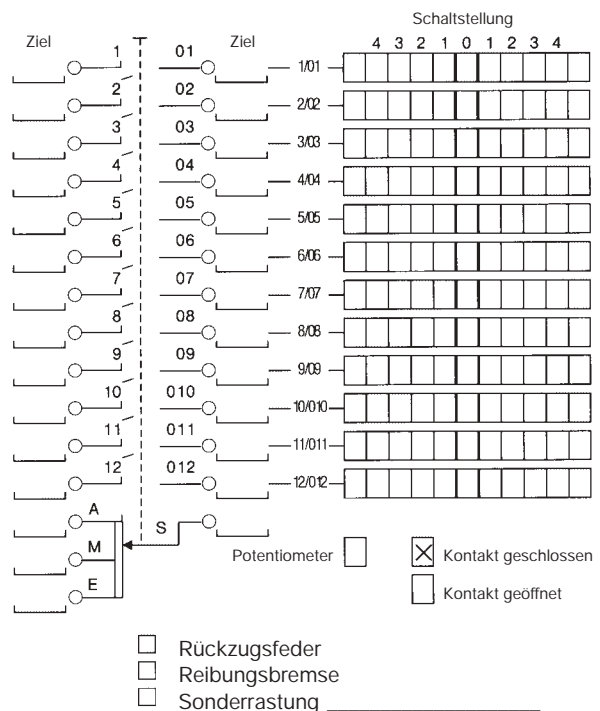 Schaltstellung
Ziel Ziel 4 3 2 1 0 1 2 3 4
1 01 1/01
2 02 2/02
3 03 3/03
4 04 4/04
5 05 5/05
6 06 6/06
7 07 7/07
8 08 8/08
9 09 9/09
10 010 10/010
11 011 11/011
12 012 12/012
A
S
M Potentiometer Kontakt geschlossen
E Kontakt geöffnet
Rückzugsfeder
Reibungsbremse
Sonderrastung